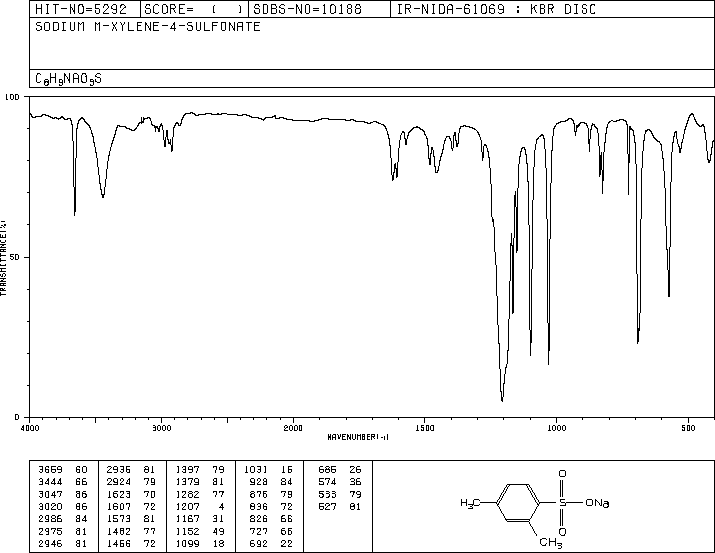 HIT-NO=5292 SCORE= ( ) SDBS-NO=10188 IR-NIDA-61069 : KBR DISC
SODIUM M-XYLENE-4-SULFONATE
C8H9NAO3S
100
50
0
TRANSMITTANCE(%)
4000 3000 2000 1500 1000 500
WAVENUMBER(-1)
3659 60 2936 81 1397 79 1031 16 686 26
3444 66 2924 79 1379 81 928 84 574 36
3047 86 1623 70 1282 77 876 79 533 79
3020 86 1607 72 1207 4 836 72 527 81
2986 84 1573 81 1167 31 826 66
2975 81 1482 77 1152 49 727 66
2946 81 1456 72 1099 18 692 22
O
H3C S ONa
O
CH3